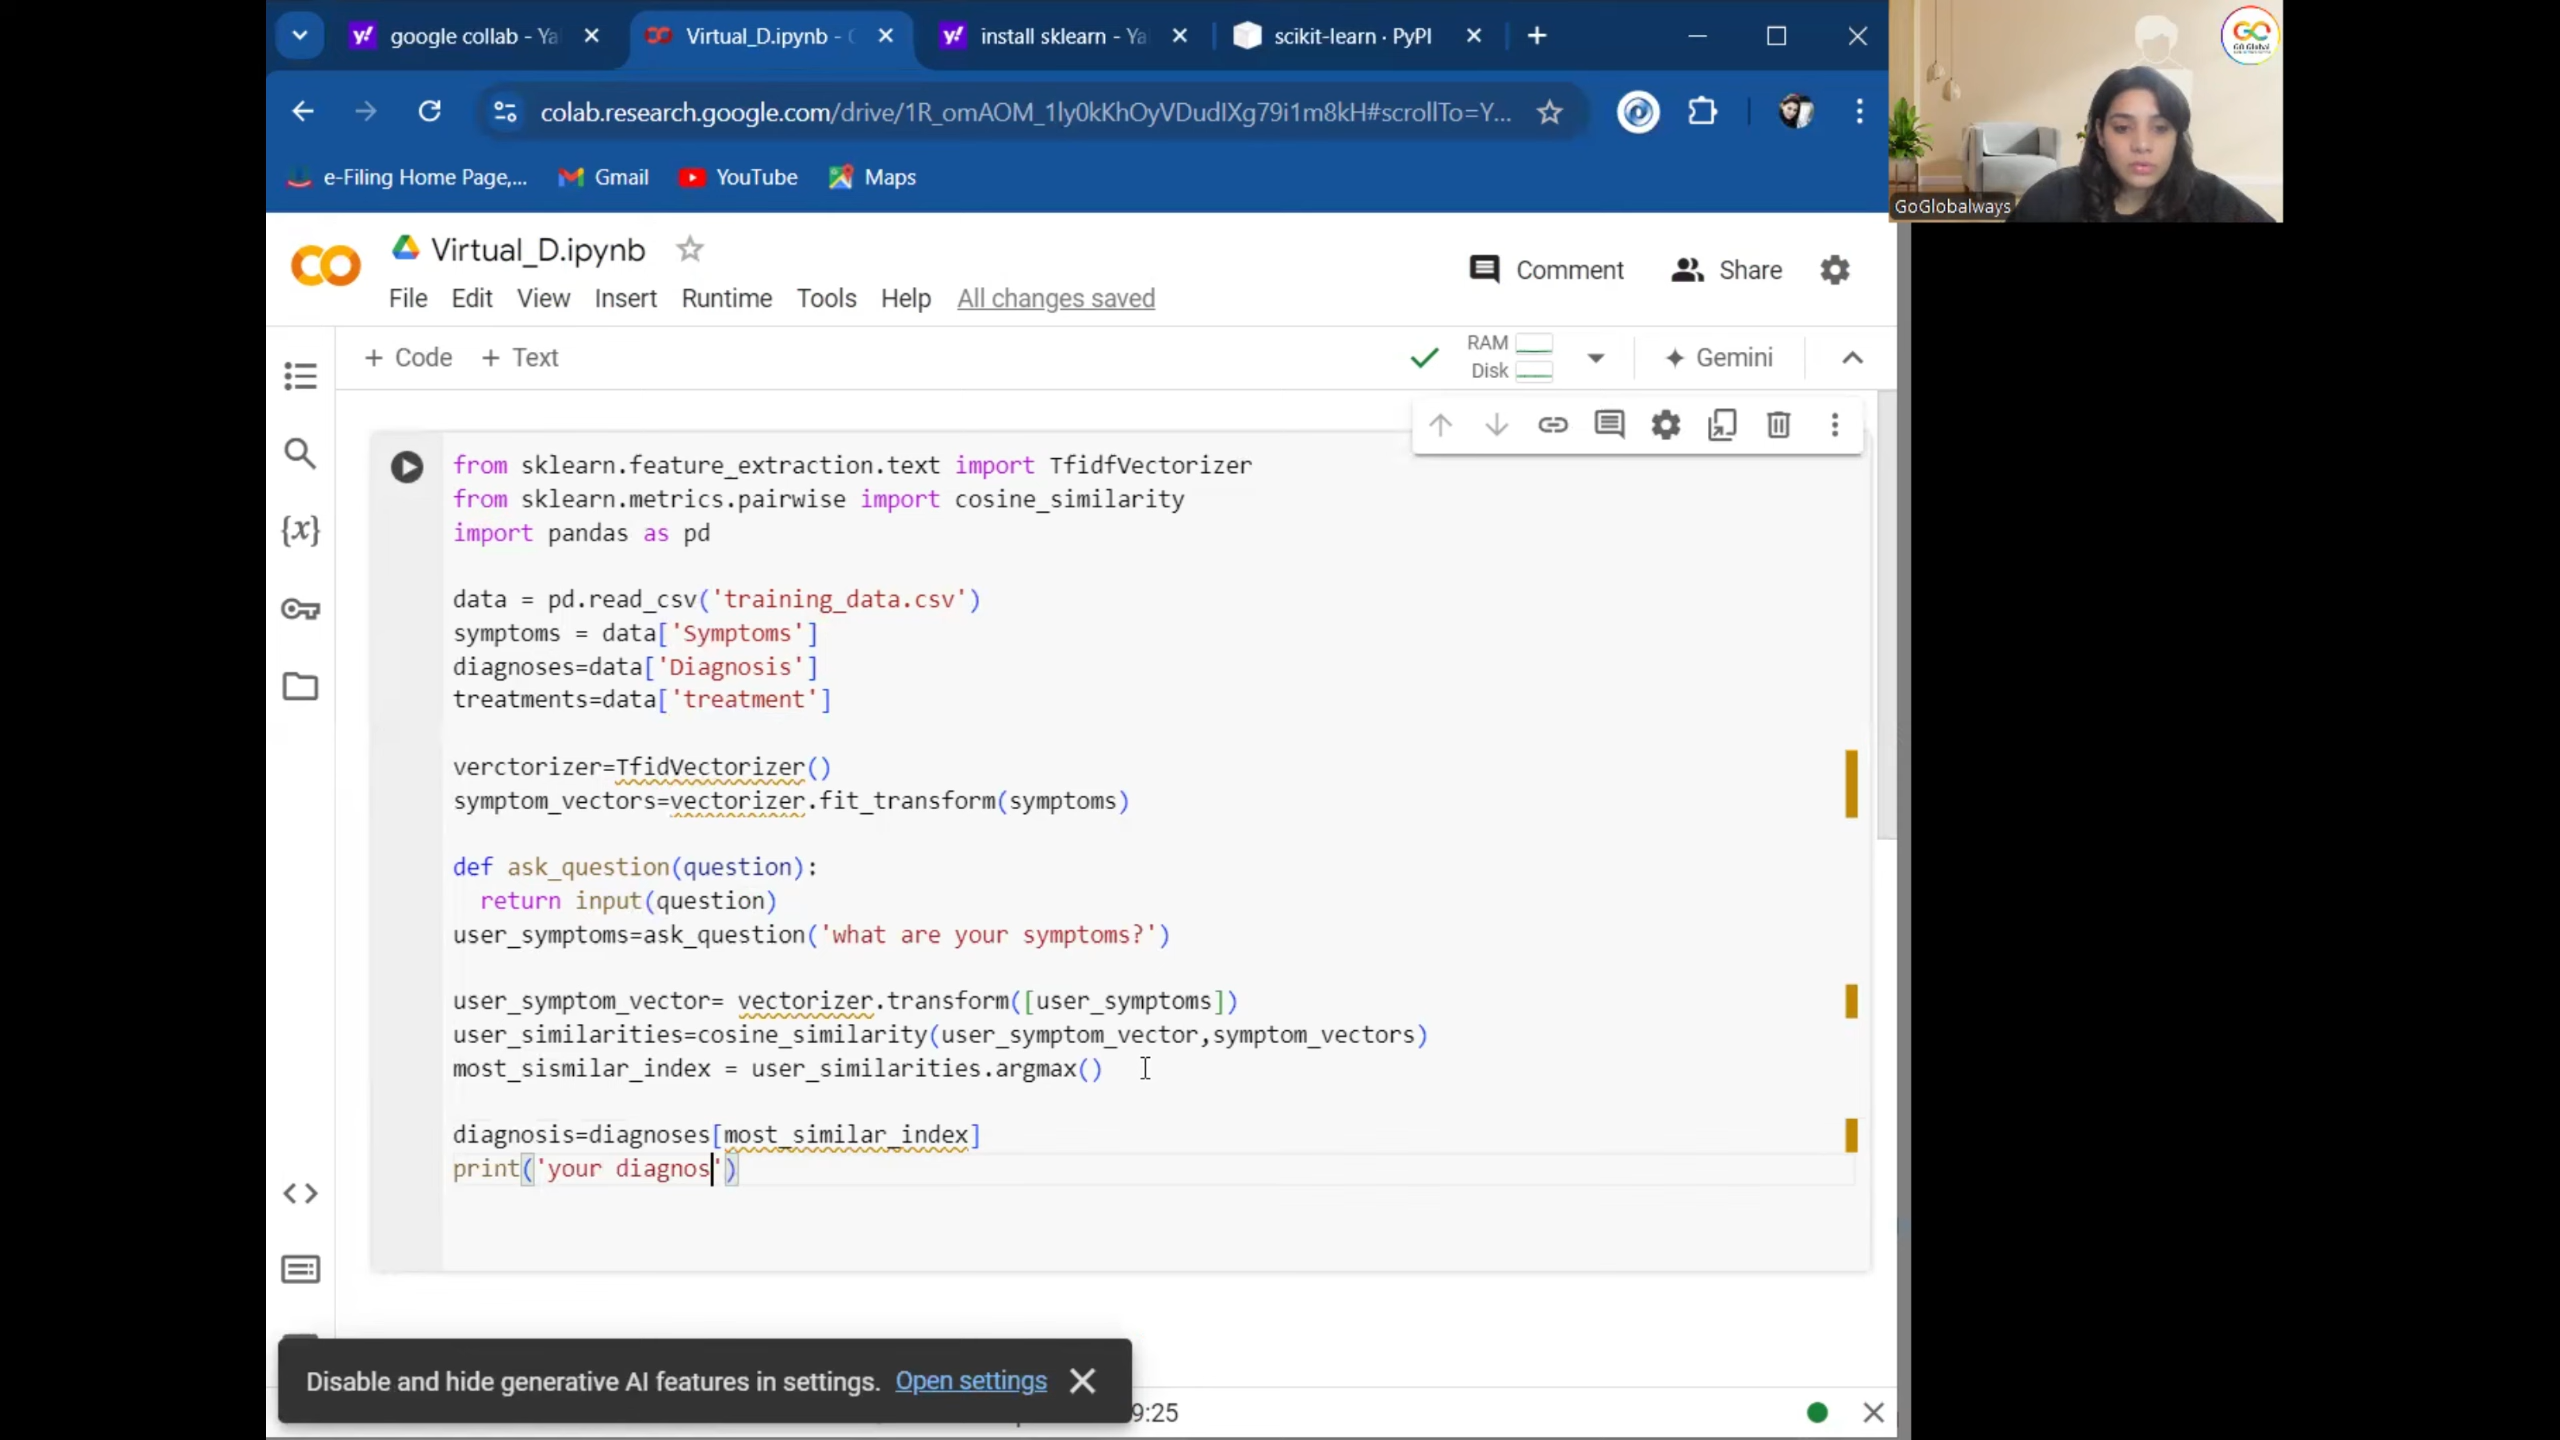 google collab - Ya
Virtual_D.ipynb -
install sklearn - Ya
scikit-learn · PyPI
colab.research.google.com/drive/1R_omAOM_1ly0kKhOyVDudIXg79i1m8kH#scrollTo=Y...
e-Filing Home Page,...
Gmail
YouTube
Maps
GO Global
GoGlobalways
Virtual_D.ipynb
Comment
Share
File Edit View Insert Runtime Tools Help All changes saved
+ Code + Text
RAM
Disk
Gemini
from sklearn.feature_extraction.text import TfidfVectorizer
from sklearn.metrics.pairwise import cosine_similarity
import pandas as pd
data = pd.read_csv('training_data.csv')
symptoms = data['Symptoms']
diagnoses=data['Diagnosis']
treatments=data['treatment']
verctorizer=TfidVectorizer()
symptom_vectors=vectorizer.fit_transform(symptoms)
def ask_question(question):
return input(question)
user_symptoms=ask_question('what are your symptoms?')
user_symptom_vector= vectorizer.transform([user_symptoms])
user_similarities=cosine_similarity(user_symptom_vector,symptom_vectors)
most_sismilar_index = user_similarities.argmax()
diagnosis=diagnoses[most_similar_index]
print('your diagnos')
Disable and hide generative AI features in settings. Open settings
9:25